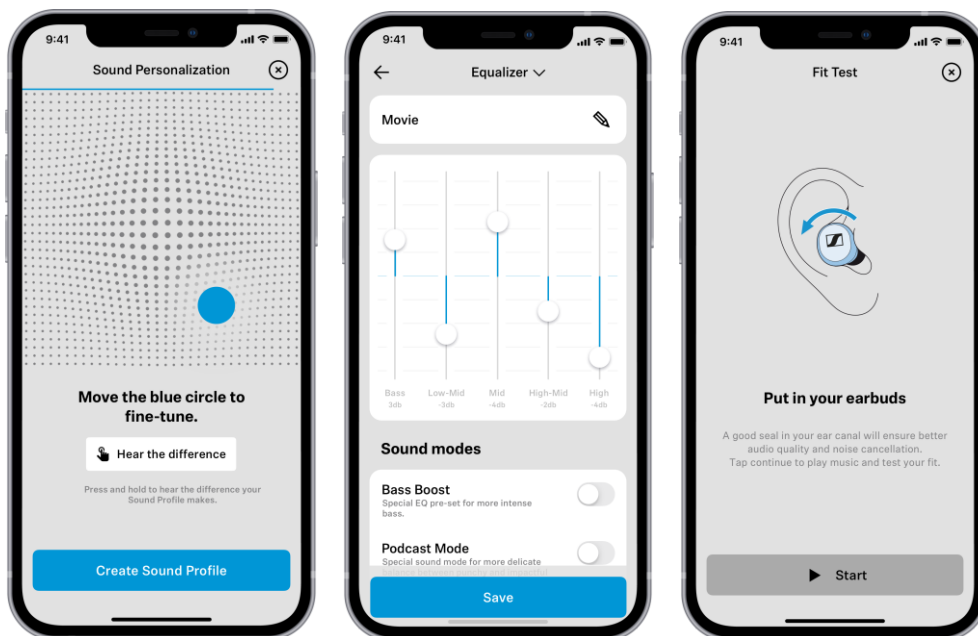 9:41
Sound Personalization
Move the blue circle to
fine-tune.
Hear the difference
Press and hold to hear the difference your
Sound Profile makes.
Create Sound Profile
9:41
Equalizer
Movie
Bass
Low-Mid
Mid
High-Mid
High
3db
-3db
-4db
-2db
-4db
Sound modes
Bass Boost
Special EQ pre-set for more intense
bass.
Podcast Mode
Special sound mode for more delicate
balance between punchy and impactful
Save
9:41
Fit Test
Put in your earbuds
A good seal in your ear canal will ensure better
audio quality and noise cancellation.
Tap continue to play music and test your fit.
Start